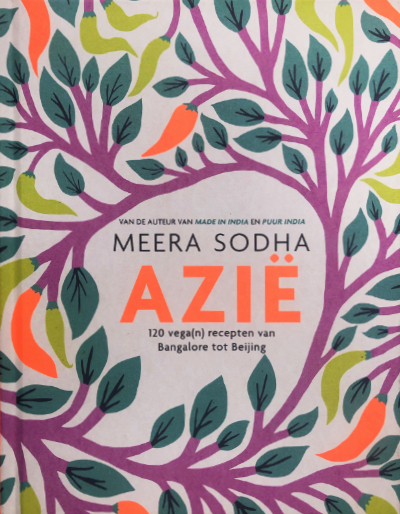 VAN DE AUTEUR VAN MADE IN INDIA EN PUUR INDIA
MEERA SODHA
AZIË
120 vega(n) recepten van
Bangalore tot Beijing